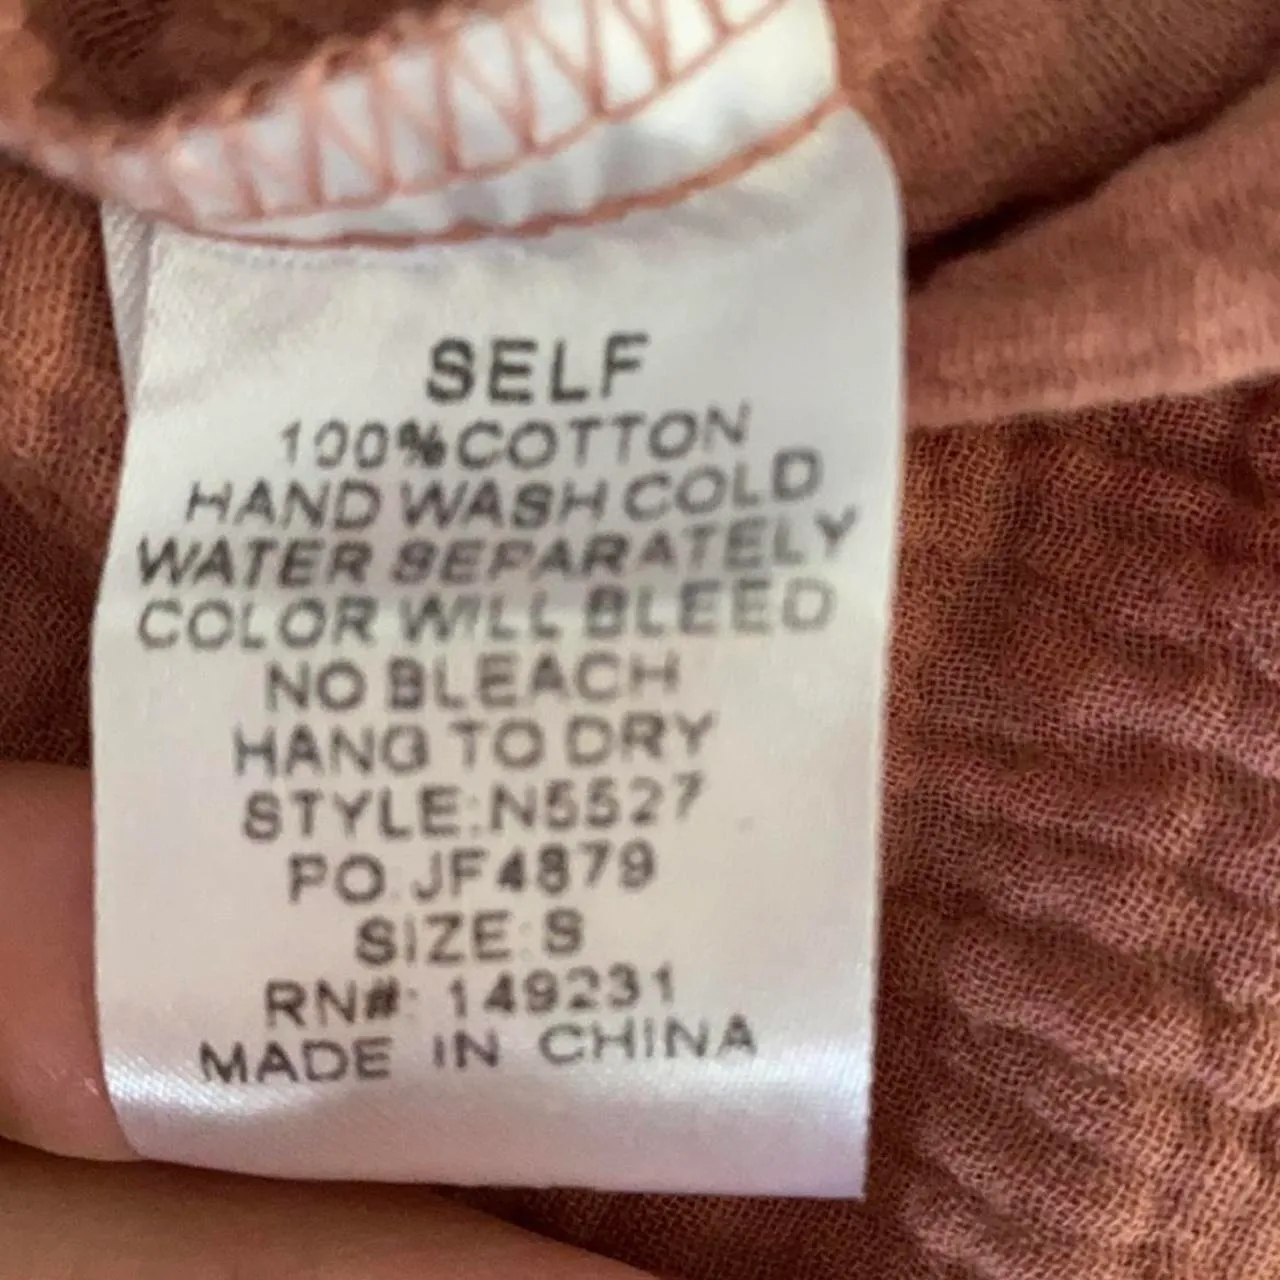 SELF
100%COTTON
HAND WASH COLD
WATER SEPARATELY
COLOR WILL BLEED
NO BLEACH
HANG TO DRY
STYLE:N5527
PO:JF4879
SIZE:S
RN#: 149231
MADE IN CHINA